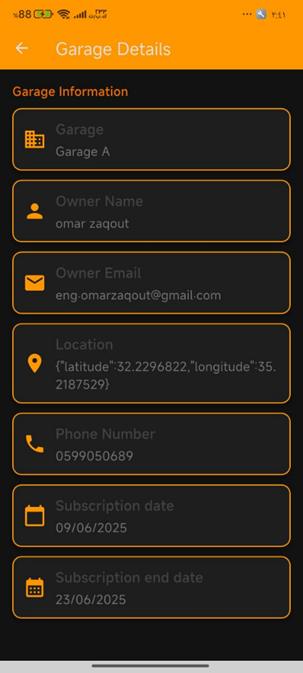 %88
... ٢:٤١
Garage Details
Garage Information
Garage
Garage A
Owner Name
omar zaqout
Owner Email
eng.omarzaqout@gmail.com
Location
{"latitude":32.2296822,"longitude":35.
2187529}
Phone Number
0599050689
Subscription date
09/06/2025
Subscription end date
23/06/2025